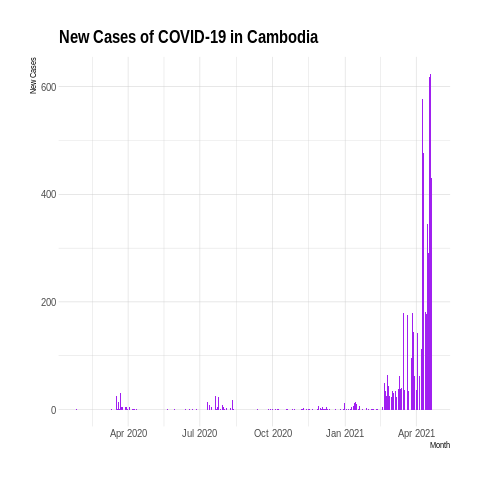 New Cases of COVID-19 in Cambodia
New Cases
600
400
200
0
Apr 2020 Jul 2020 Oct 2020 Jan 2021 Apr 2021
Month